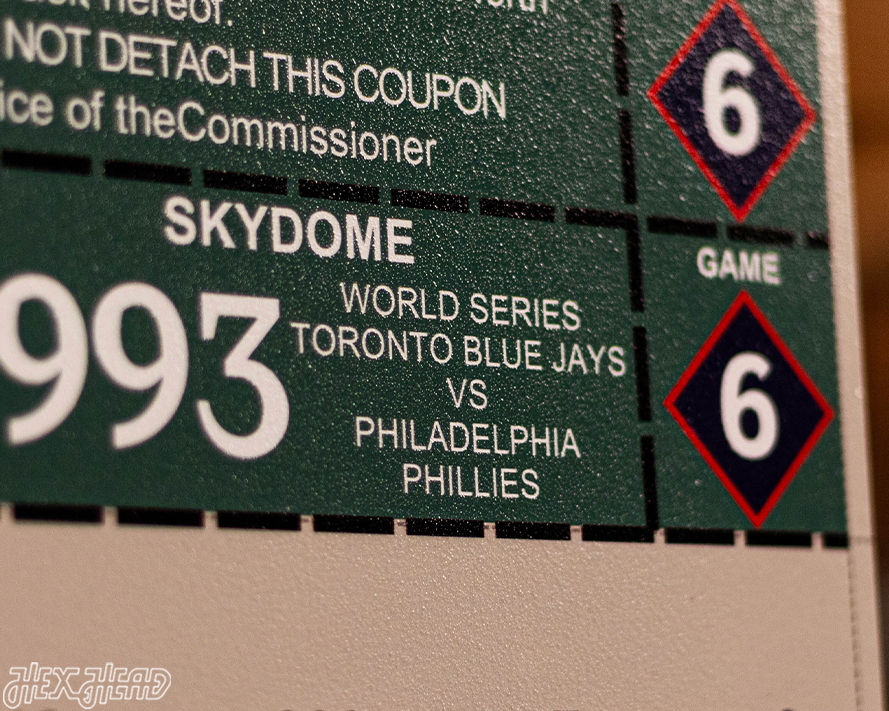 hereof.
NOT DETACH THIS COUPON
ice of theCommissioner
6
SKYDOME
GAME
993
WORLD SERIES
TORONTO BLUE JAYS
VS
PHILADELPHIA
PHILLIES
6
HEX HEAD